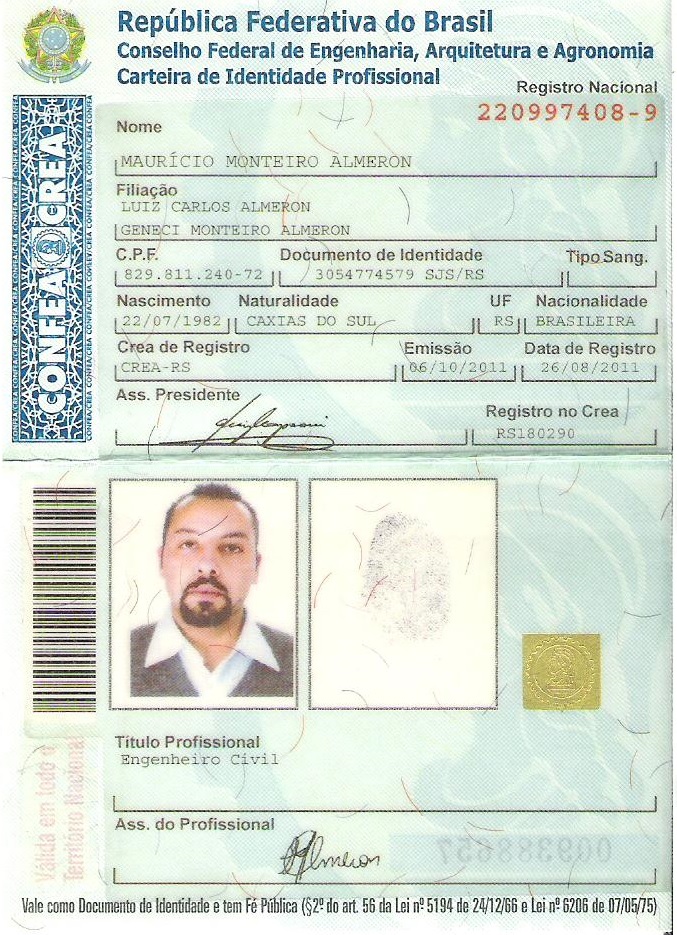 República Federativa do Brasil
Conselho Federal de Engenharia, Arquitetura e Agronomia
Carteira de Identidade Profissional
Registro Nacional
220997408-9
CONFEA CREA
Nome
MAURÍCIO MONTEIRO ALMERON
Filiação
LUIZ CARLOS ALMERON
GENECI MONTEIRO ALMERON
C.P.F. Documento de Identidade Tipo Sang.
829.811.240-72 3054774579 SJS/RS
Nascimento Naturalidade UF Nacionalidade
22/07/1982 CAXIAS DO SUL RS BRASILEIRA
Crea de Registro Emissão Data de Registro
CREA-RS 06/10/2011 26/08/2011
Ass. Presidente
Registro no Crea
RS180290
Título Profissional
Engenheiro Civil
Válida em todo o
Território Nacional
Ass. do Profissional
Almeron
009388657
Vale como Documento de Identidade e tem Fé Pública (§2º do art. 56 da Lei nº 5194 de 24/12/66 e Lei nº 6206 de 07/05/75)